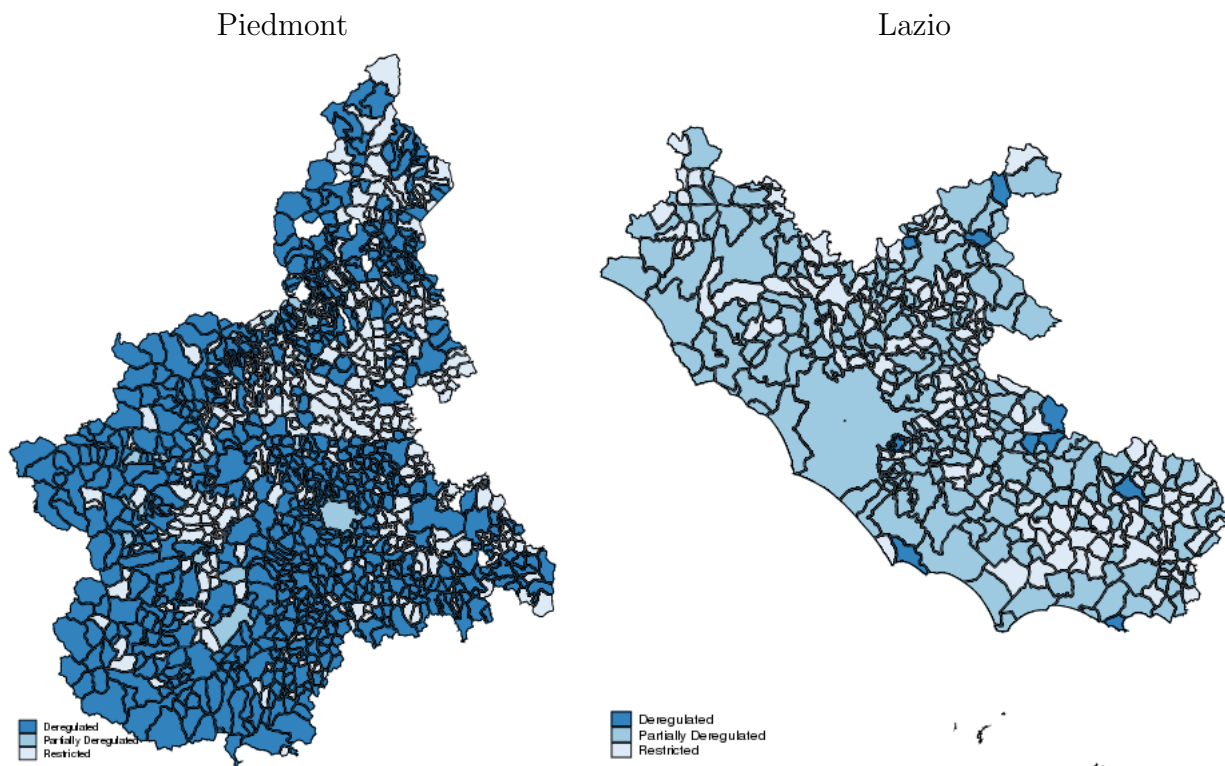 Piedmont
Deregulated
Partially Deregulated
Restricted
Lazio
Deregulated
Partially Deregulated
Restricted